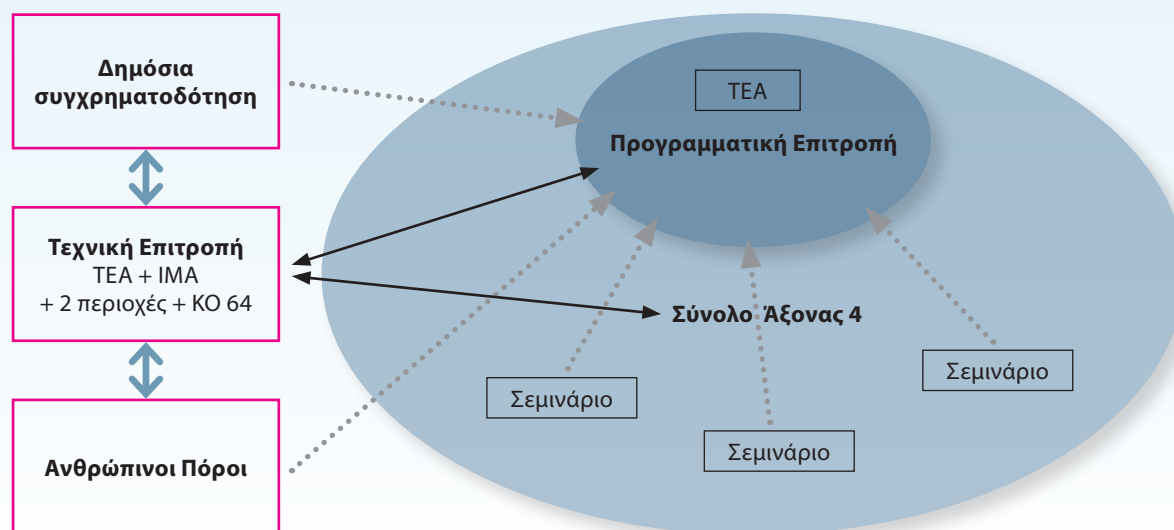 Δημόσια
συγχρηματοδότηση
Τεχνική Επιτροπή
ΤΕΑ + ΙΜΑ
+ 2 περιοχές + ΚΟ 64
Ανθρώπινοι Πόροι
ΤΕΑ
Προγραμματική Επιτροπή
Σύνολο Άξονας 4
Σεμινάριο
Σεμινάριο
Σεμινάριο